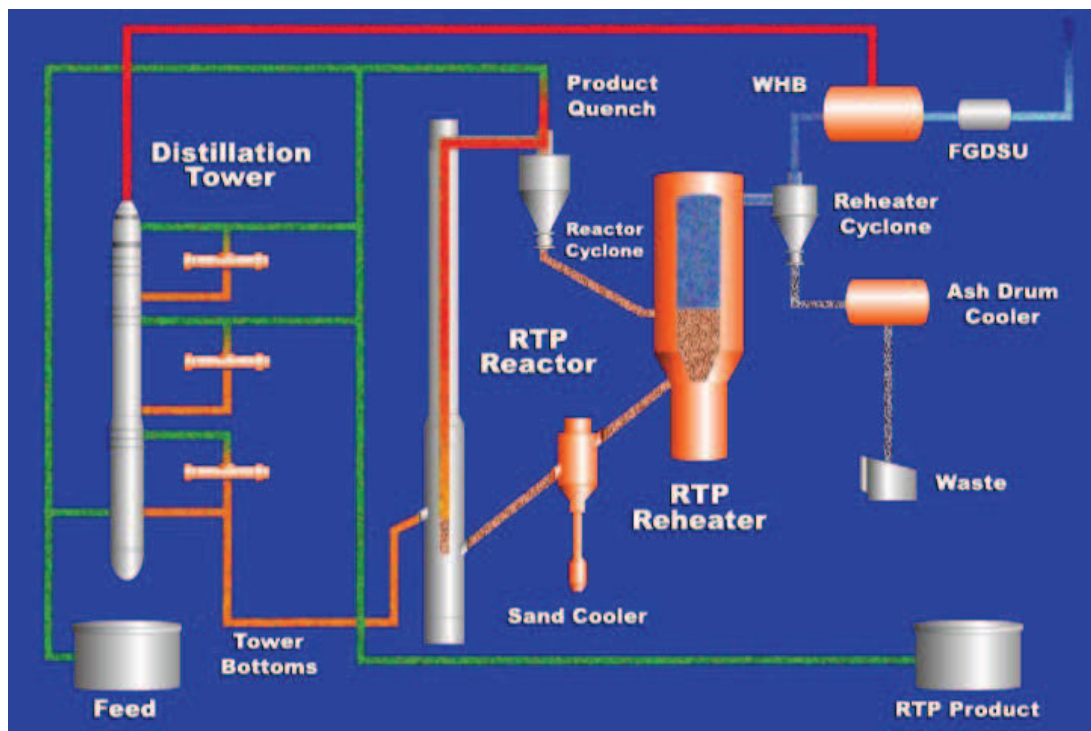 Product
Quench
WHB
FGDSU
Distillation
Tower
Reactor
Cyclone
Reheater
Cyclone
Ash Drum
Cooler
RTP
Reactor
Waste
RTP
Reheater
Sand Cooler
Tower
Bottoms
Feed
RTP Product